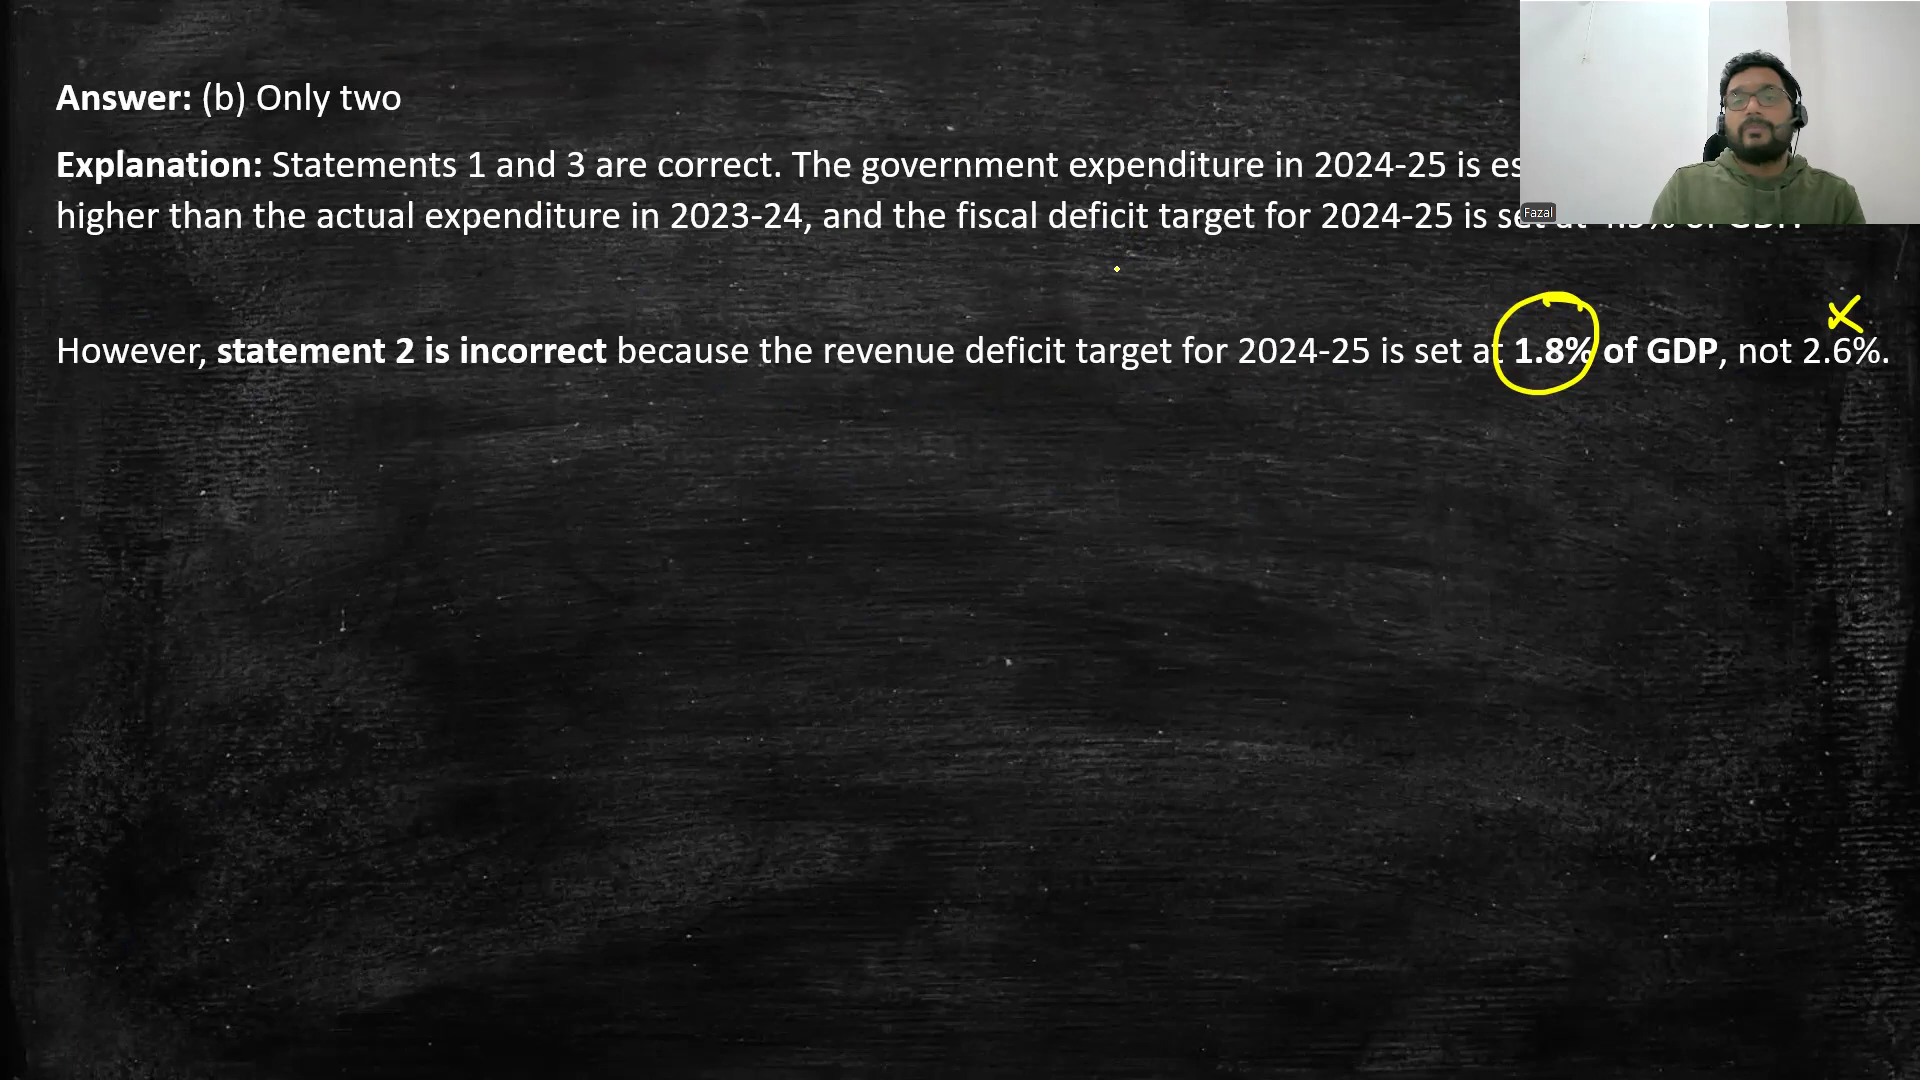 Answer: (b) Only two
Explanation: Statements 1 and 3 are correct. The government expenditure in 2024-25 is
higher than the actual expenditure in 2023-24, and the fiscal deficit target for 2024-25 is set at
Fazal
However, statement 2 is incorrect because the revenue deficit target for 2024-25 is set at 1.8% of GDP, not 2.6%.